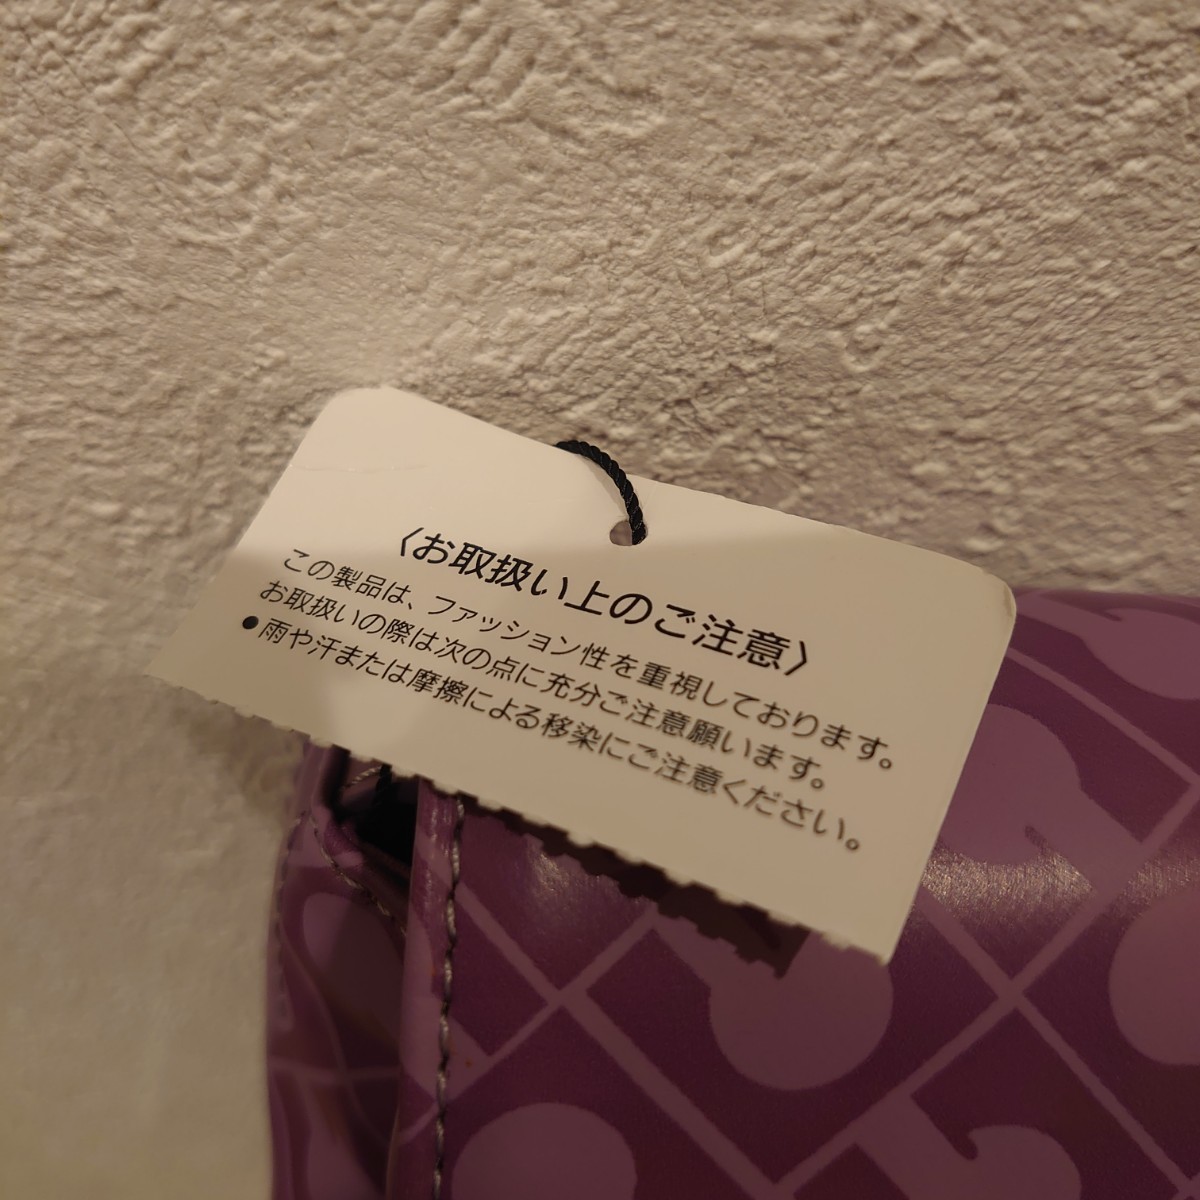 〈お取扱い上のご注意〉
この製品は、ファッション性を重視しております。
お取扱いの際は次の点に充分ご注意願います。
●雨や汗または摩擦による移染にご注意ください。